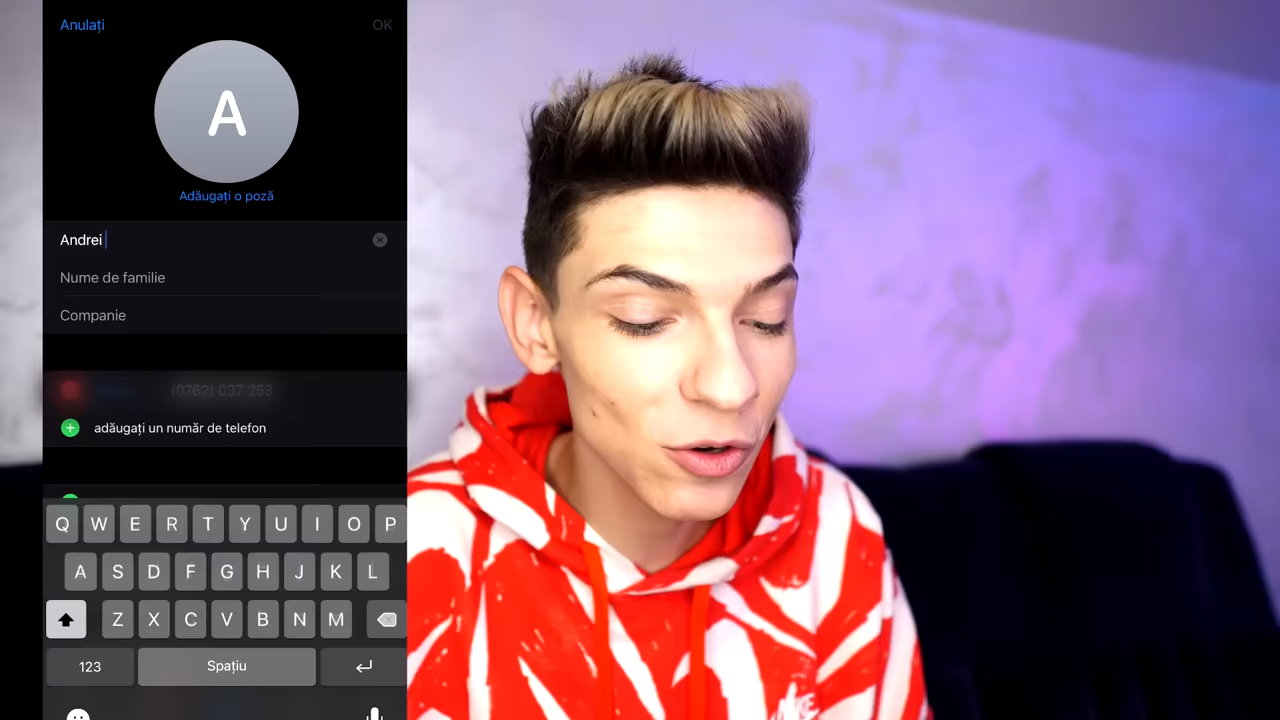 Anulați
OK
A
Adăugați o poză
Andrei
Nume de familie
Companie
adăugați un număr de telefon
Q W E R T Y U I O P
A S D F G H J K L
Z X C V B N M
123
Spațiu